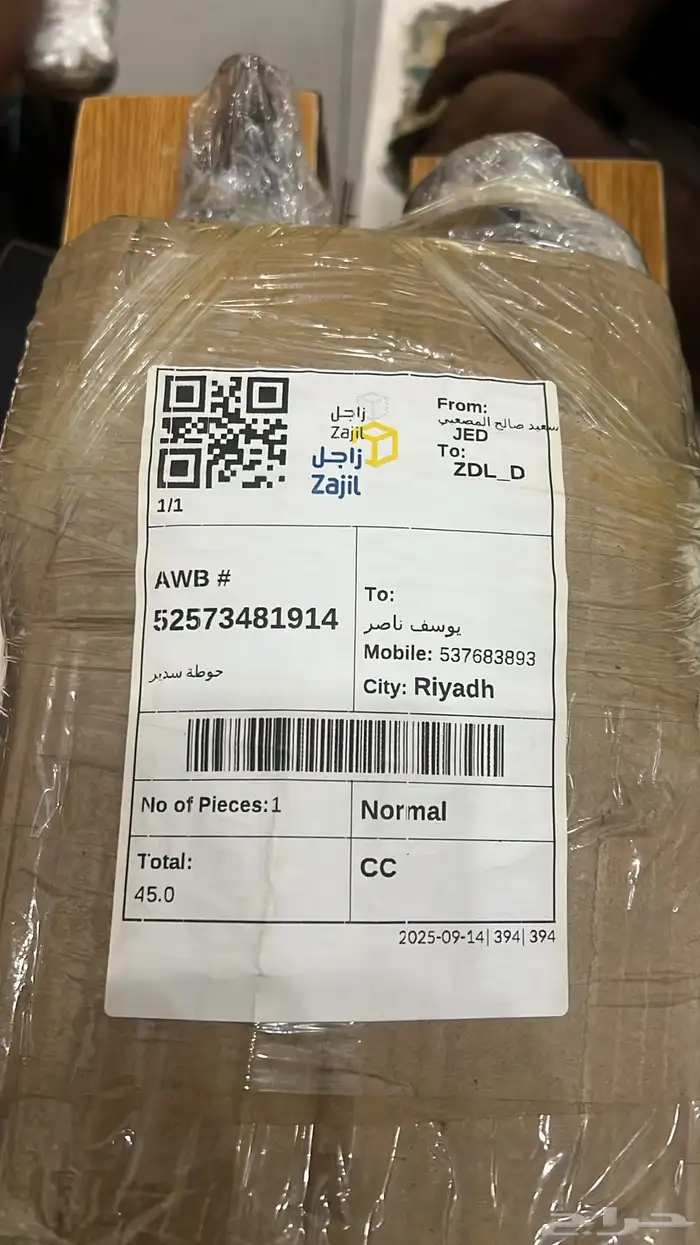 زاجل
Zajil
زاجل
Zajil
From:
سعيد صالح المصعبي
JED
To:
ZDL_D
1/1
AWB #
52573481914
حوطة سدير
To:
يوسف ناصر
Mobile: 537683893
City: Riyadh
No of Pieces:1
Normal
Total:
45.0
CC
2025-09-14| 394| 394
حراج